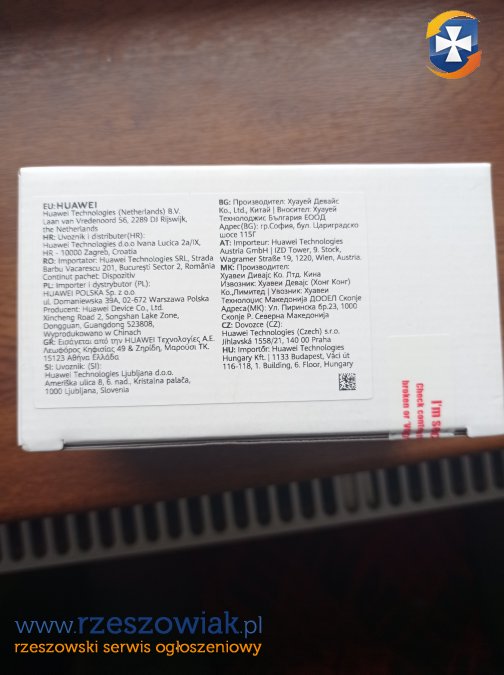 EU:HUAWEI
Huawei Technologies (Netherlands) B.V.
Laan van Vredenoord 56, 2289 DJ Rijswijk,
the Netherlands
HR: Uvoznik i distributer(HR):
Huawei Technologies d.o.o Ivana Lucica 2a/IX,
HR - 10000 Zagreb, Croatia
RO: Importator: Huawei Technologies SRL, Strada
Barbu Vacarescu 201, Bucuresti Sector 2, România
Continut pachet: Dispozitiv
PL: Importer i dystrybutor (PL):
HUAWEI POLSKA Sp. z o.o
ul. Domaniewska 39A, 02-672 Warszawa Polska
Producent: Huawei Device Co., Ltd.
Xincheng Road 2, Songshan Lake Zone,
Dongguan, Guangdong 523808,
Wyprodukowano w Chinach
GR: Εισάγεται από την HUAWEI Τεχνολογίες Α.Ε.
Λεωφόρος Κηφισίας 49 & Ζηρίδη, Μαρούσι ΤΚ.
15123 Αθήνα Ελλάδα
SI: Uvoznik: (SI):
Huawei Technologies Ljubljana d.o.o.
Ameriška ulica 8, 6. nad., Kristalna palača,
1000 Ljubljana, Slovenia
BG: Производител: Хуауей Девайс
Ко., Ltd., Китай | Вносител: Хуауей
Технолоджис България ЕООД
Адрес(BG): гр.София, бул. Цариградско
шосе 115Г
AT: Importeur: Huawei Technologies
Austria GmbH | IZD Tower, 9. Stock,
Wagramer Straße 19, 1220, Wien, Austria.
MK: Производител:
Хуавеи Дивајс Ко. Лтд. Кина
Извозник: Хуавеи Девајс (Хонг Конг)
Ко.,Лимитед | Увозник: Хуавеи
Технолоџис Македонија ДООЕЛ Скопје
Адреса(МК): Ул. Пиринска бр.23, 1000
Скопје Р. Северна Македонија
CZ: Dovozce (CZ):
Huawei Technologies (Czech) s.r.o.
Jihlavská 1558/21, 140 00 Praha
HU: Importőr: Huawei Technologies
Hungary Kft. | 1133 Budapest, Váci út
116-118, 1. Building, 6. Floor, Hungary
I'm
Check
broken or
www.rzeszowiak.pl
rzeszowski serwis ogłoszeniowy